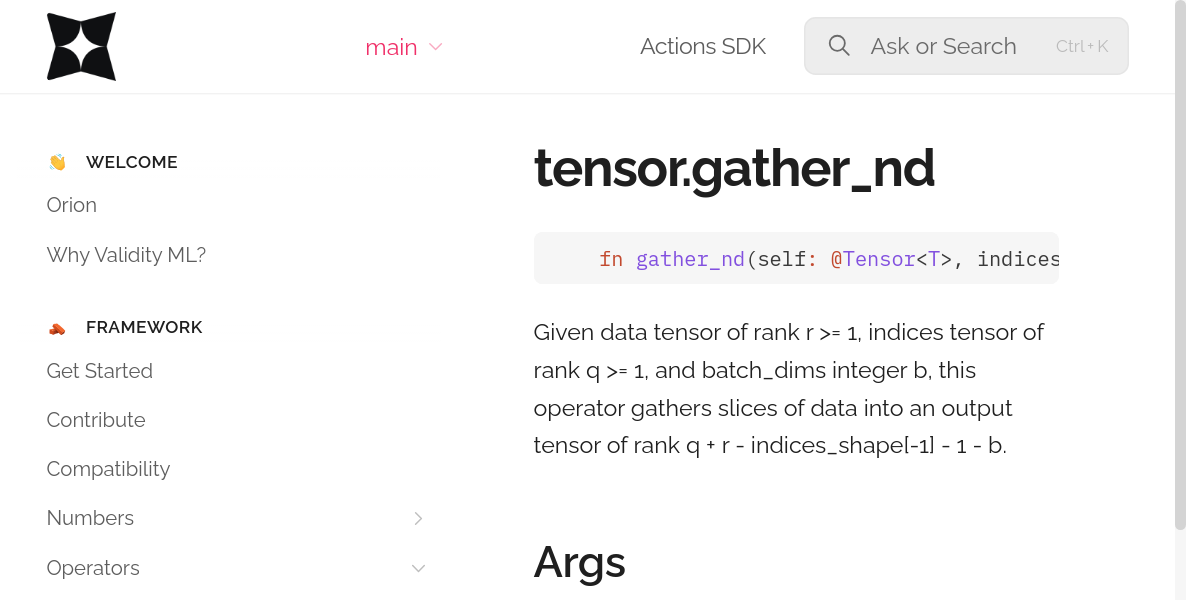 main
Actions SDK
Ask or Search
Ctrl + K
WELCOME
Orion
Why Validity ML?
FRAMEWORK
Get Started
Contribute
Compatibility
Numbers
Operators
tensor.gather_nd
fn gather_nd(self: @Tensor<T>, indices
Given data tensor of rank r >= 1, indices tensor of
rank q >= 1, and batch_dims integer b, this
operator gathers slices of data into an output
tensor of rank q + r - indices_shape[-1] - 1 - b.
Args